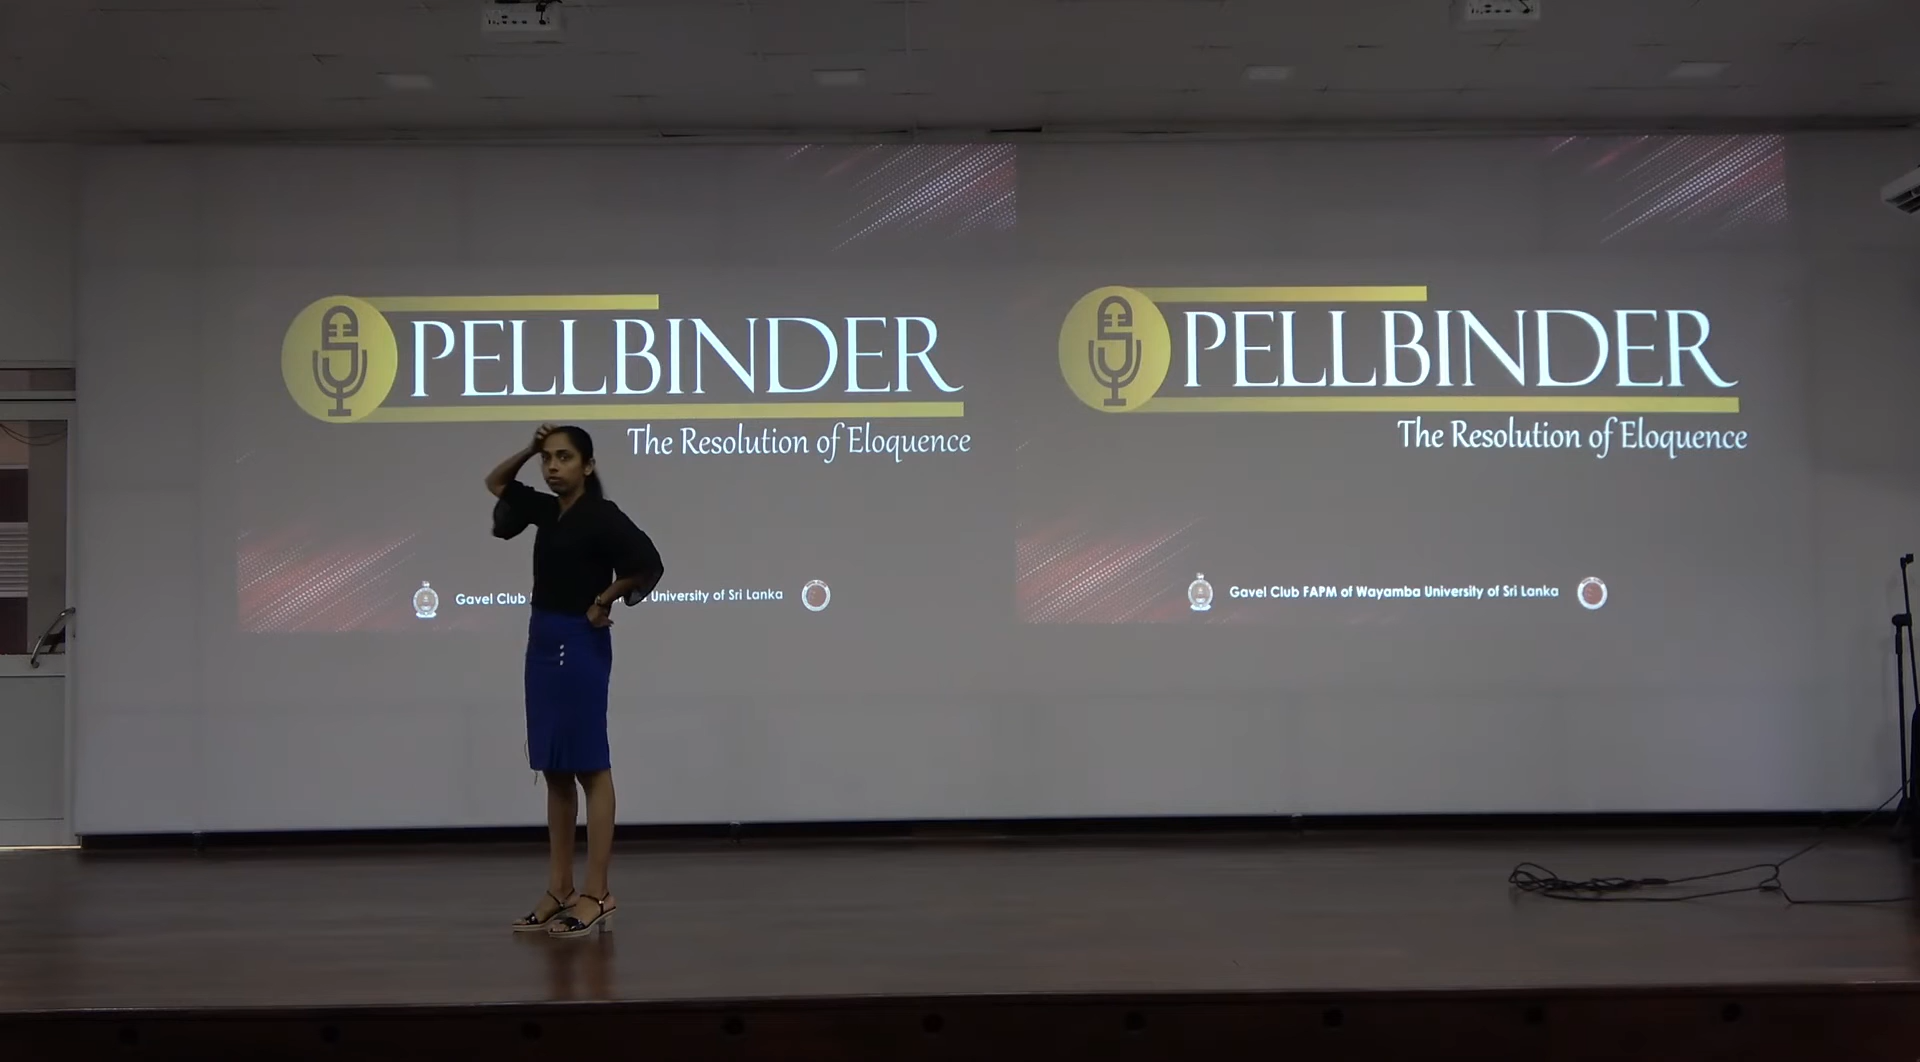 PELLBINDER
The Resolution of Eloquence
Gavel Club University of Sri Lanka
PELLBINDER
The Resolution of Eloquence
Gavel Club FAPM of Wayamba University of Sri Lanka